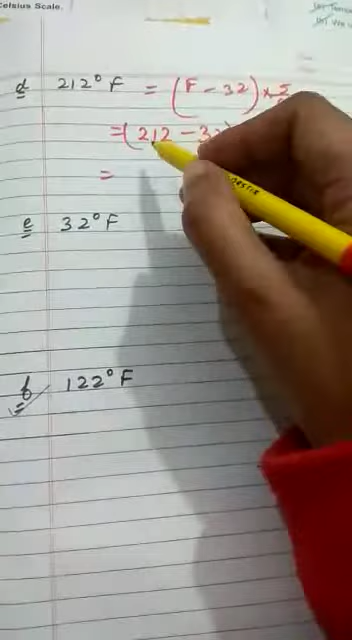 Celsius Scale.
d 212° F = (F - 32) × 5
= (212 - 3
=
e 32° F
f 122° F